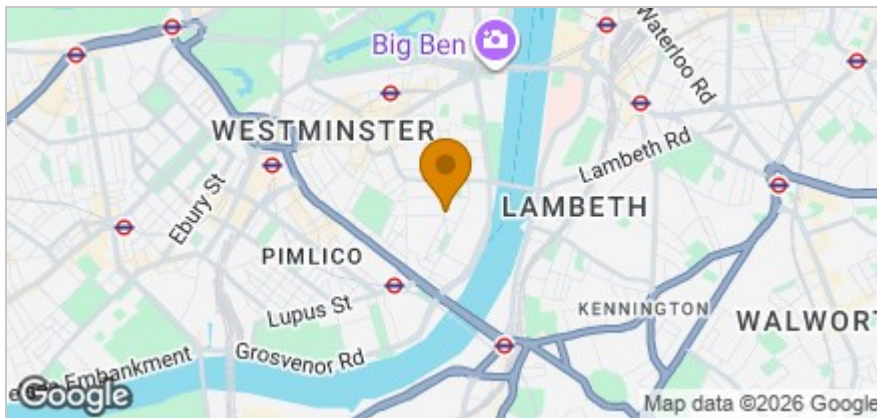 Big Ben
Waterloo Rd
WESTMINSTER
Lambeth Rd
Ebury St
LAMBETH
PIMLICO
Lupus St
KENNINGTON
WALWORT
Grosvenor Rd
Embankment
Google
Map data ©2026 Google